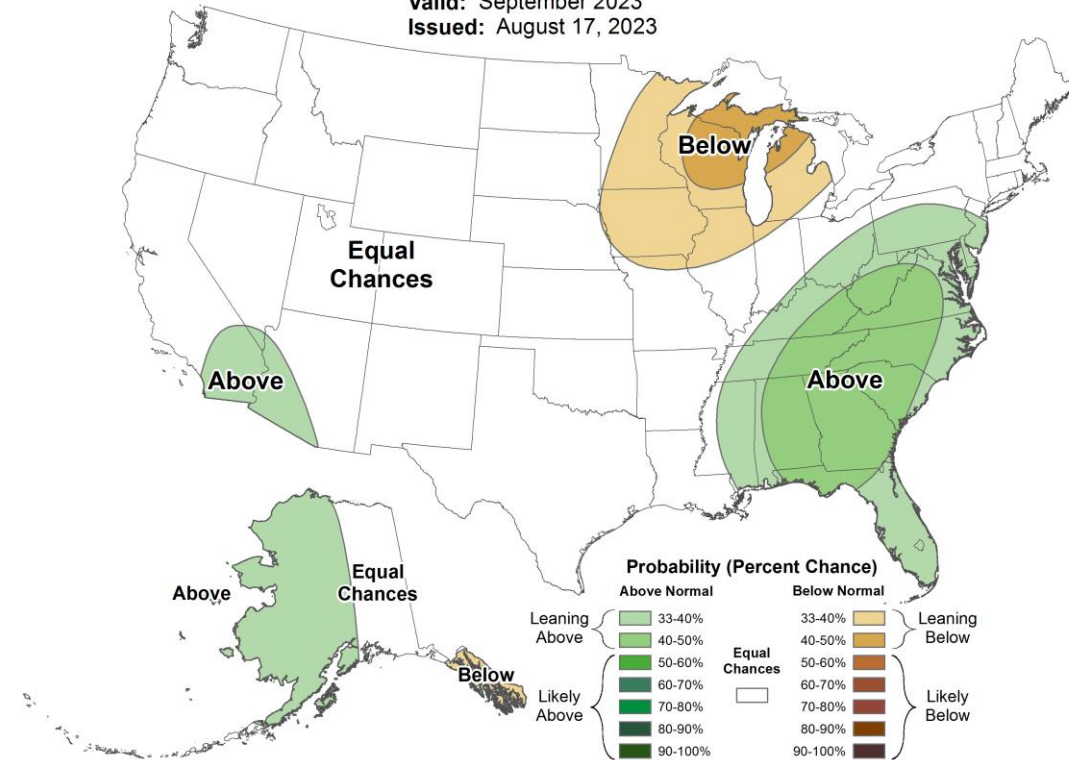 Valid: September 2023
Issued: August 17, 2023
Below
Equal
Chances
Above
Above
Above
Equal
Chances
Below
Probability (Percent Chance)
Above Normal
Below Normal
Leaning
Above
33-40%
40-50%
50-60%
60-70%
70-80%
80-90%
90-100%
Likely
Above
Equal
Chances
33-40%
40-50%
50-60%
60-70%
70-80%
80-90%
90-100%
Leaning
Below
Likely
Below